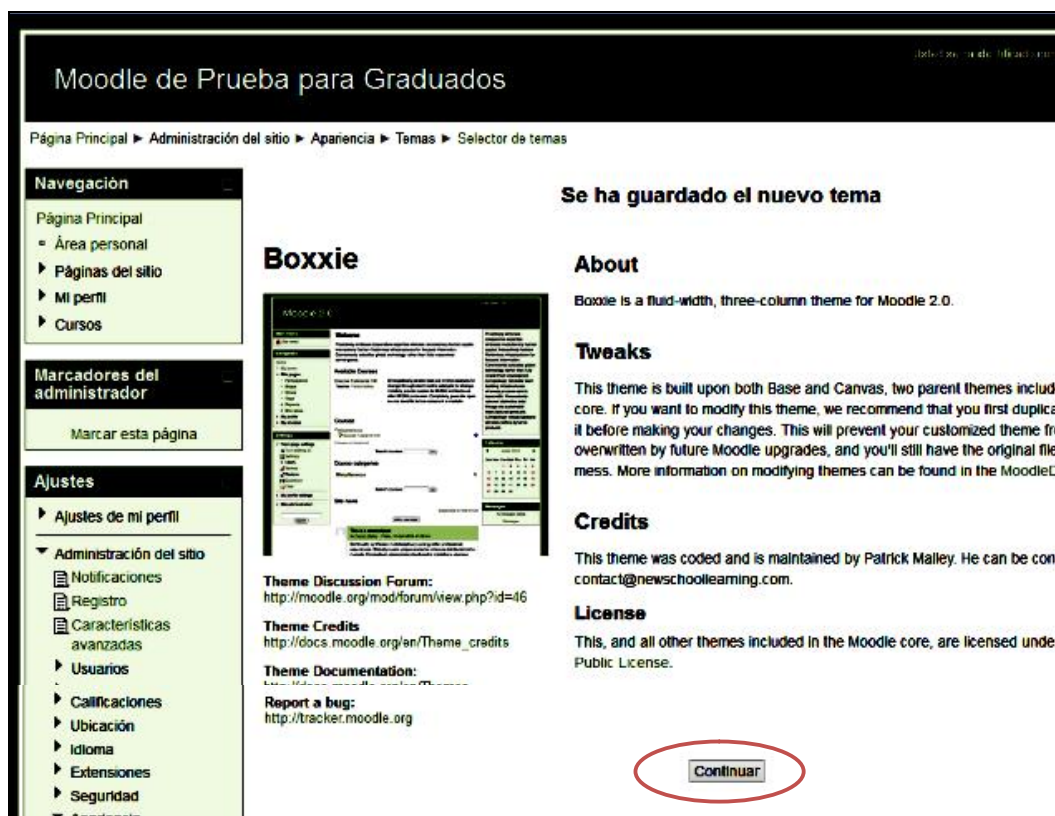 Moodle de Prueba para Graduados
Página Principal ► Administración del sitio ► Apariencia ► Temas ► Selector de temas
Navegación
Página Principal
Área personal
Páginas del sitio
Mi perfil
Cursos
Marcadores del
administrador
Marcar esta página
Ajustes
Ajustes de mi perfil
Administración del sitio
Notificaciones
Registro
Características
avanzadas
Usuarios
Calificaciones
Ubicación
Idioma
Extensiones
Seguridad
Se ha guardado el nuevo tema
Boxxie
Moodle 2.0
Welcome
Available Courses
Theme Discussion Forum:
http://moodle.org/mod/forum/view.php?id=46
Theme Credits
http://docs.moodle.org/en/Theme_credits
Theme Documentation:
Report a bug:
http://tracker.moodle.org
About
Boxxie is a fluid-width, three-column theme for Moodle 2.0.
Tweaks
This theme is built upon both Base and Canvas, two parent themes includ
core. If you want to modify this theme, we recommend that you first duplica
it before making your changes. This will prevent your customized theme fr
overwritten by future Moodle upgrades, and you'll still have the original file
mess. More information on modifying themes can be found in the MoodleD
Credits
This theme was coded and is maintained by Patrick Malley. He can be con
contact@newschoollearning.com.
License
This, and all other themes included in the Moodle core, are licensed unde
Public License.
Continuar